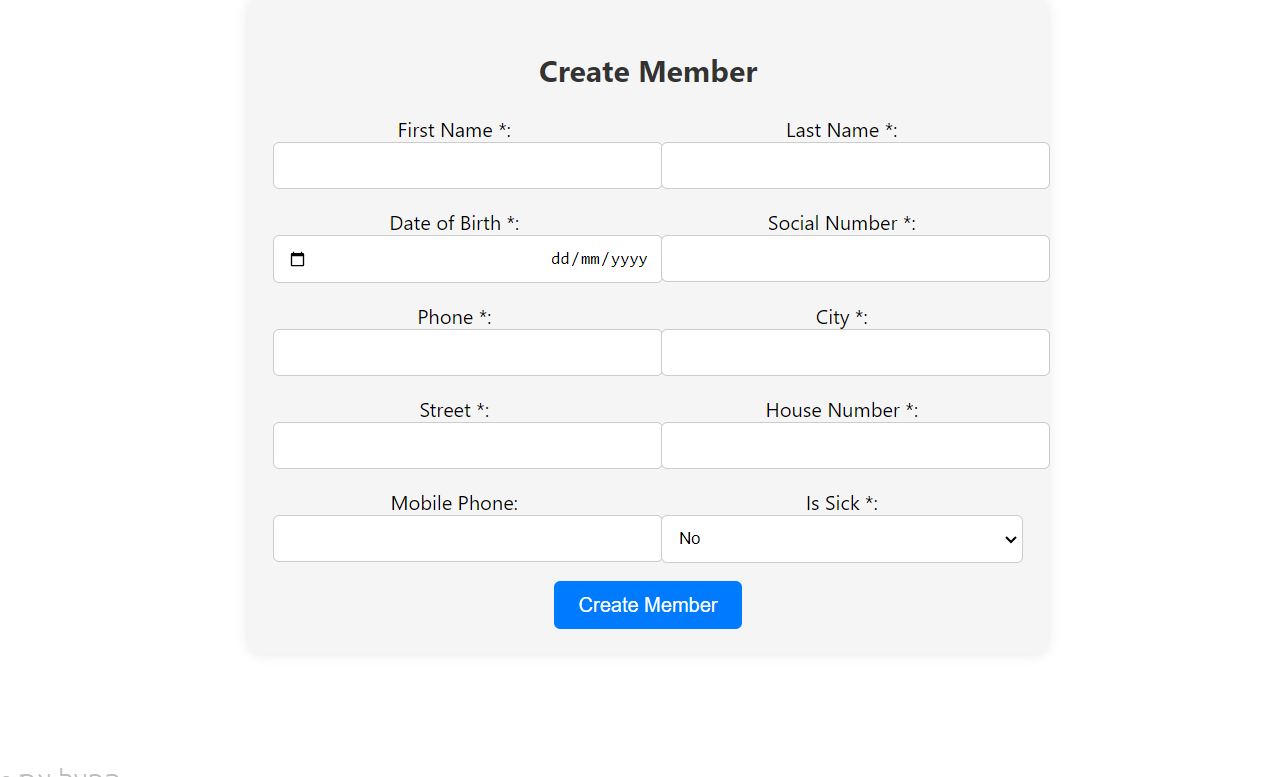 Create Member
First Name *: Last Name *:
Date of Birth *: Social Number *:
dd/mm/yyyy
Phone *: City *:
Street *: House Number *:
Mobile Phone: Is Sick *:
No
Create Member